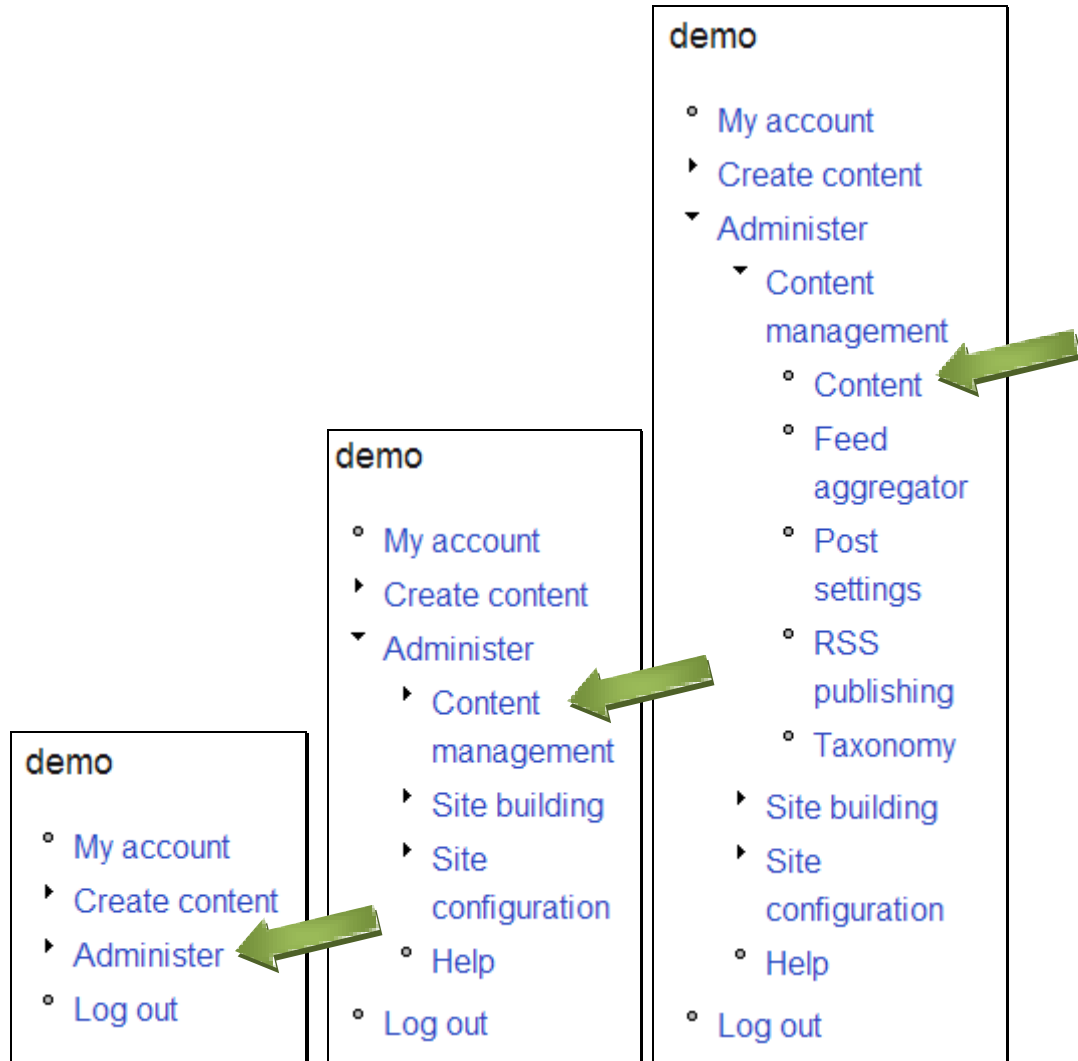 demo
My account
Create content
Administer
Log out
demo
My account
Create content
Administer
Content
management
Site building
Site
configuration
Help
Log out
demo
My account
Create content
Administer
Content
management
Content
Feed
aggregator
Post
settings
RSS
publishing
Taxonomy
Site building
Site
configuration
Help
Log out